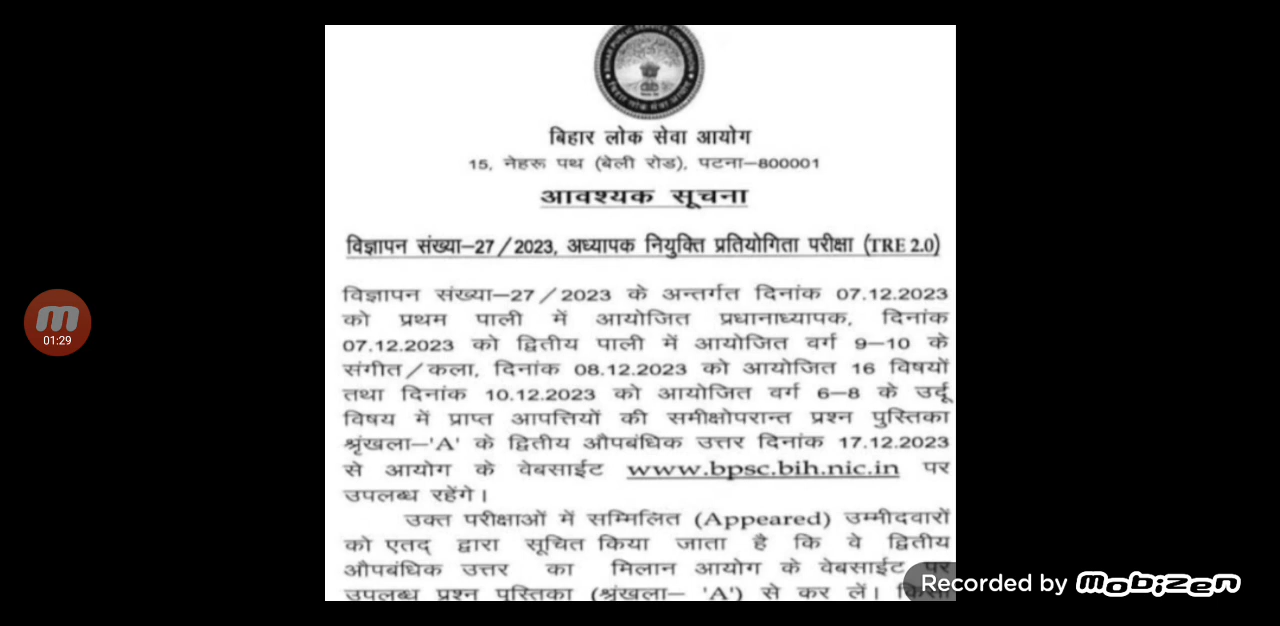 BIHAR PUBLIC SERVICE COMMISSION
बिहार लोक सेवा आयोग
बिहार लोक सेवा आयोग
15, नेहरू पथ (बेली रोड), पटना–800001
आवश्यक सूचना
विज्ञापन संख्या–27/2023, अध्यापक नियुक्ति प्रतियोगिता परीक्षा (TRE 2.0)
विज्ञापन संख्या–27/2023 के अन्तर्गत दिनांक 07.12.2023
को प्रथम पाली में आयोजित प्रधानाध्यापक, दिनांक
07.12.2023 को द्वितीय पाली में आयोजित वर्ग 9–10 के
संगीत/कला, दिनांक 08.12.2023 को आयोजित 16 विषयों
तथा दिनांक 10.12.2023 को आयोजित वर्ग 6–8 के उर्दू
विषय में प्राप्त आपत्तियों की समीक्षोपरान्त प्रश्न पुस्तिका
श्रृंखला–'A' के द्वितीय औपबंधिक उत्तर दिनांक 17.12.2023
से आयोग के वेबसाईट www.bpsc.bih.nic.in पर
उपलब्ध रहेंगे।
उक्त परीक्षाओं में सम्मिलित (Appeared) उम्मीदवारों
को एतद् द्वारा सूचित किया जाता है कि वे द्वितीय
औपबंधिक उत्तर का मिलान आयोग के वेबसाईट पर
उपलब्ध प्रश्न पुस्तिका (श्रृंखला– 'A') से कर लें।
01:29
Recorded by mobizen